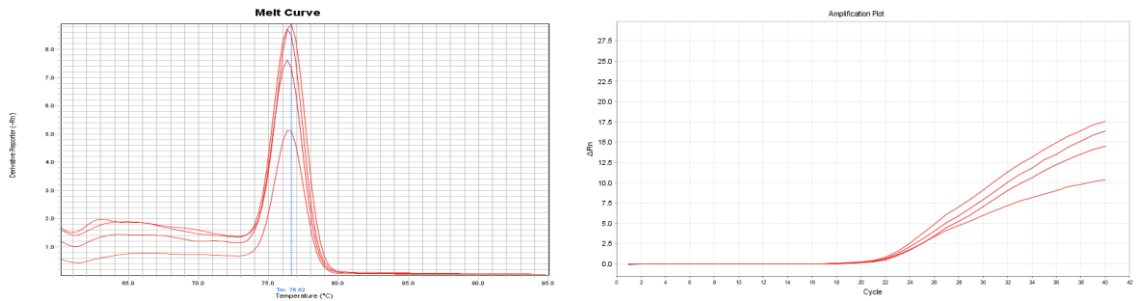 Melt Curve
Derivative Reporter (-Rn)
8.0
7.0
6.0
5.0
4.0
3.0
2.0
1.0
65.0 70.0 75.0 80.0 85.0 90.0 95.0
Tm: 76.62
Temperature (°C)
Amplification Plot
ΔRn
27.5
25.0
22.5
20.0
17.5
15.0
12.5
10.0
7.5
5.0
2.5
0.0
0 2 4 6 8 10 12 14 16 18 20 22 24 26 28 30 32 34 36 38 40 42
Cycle